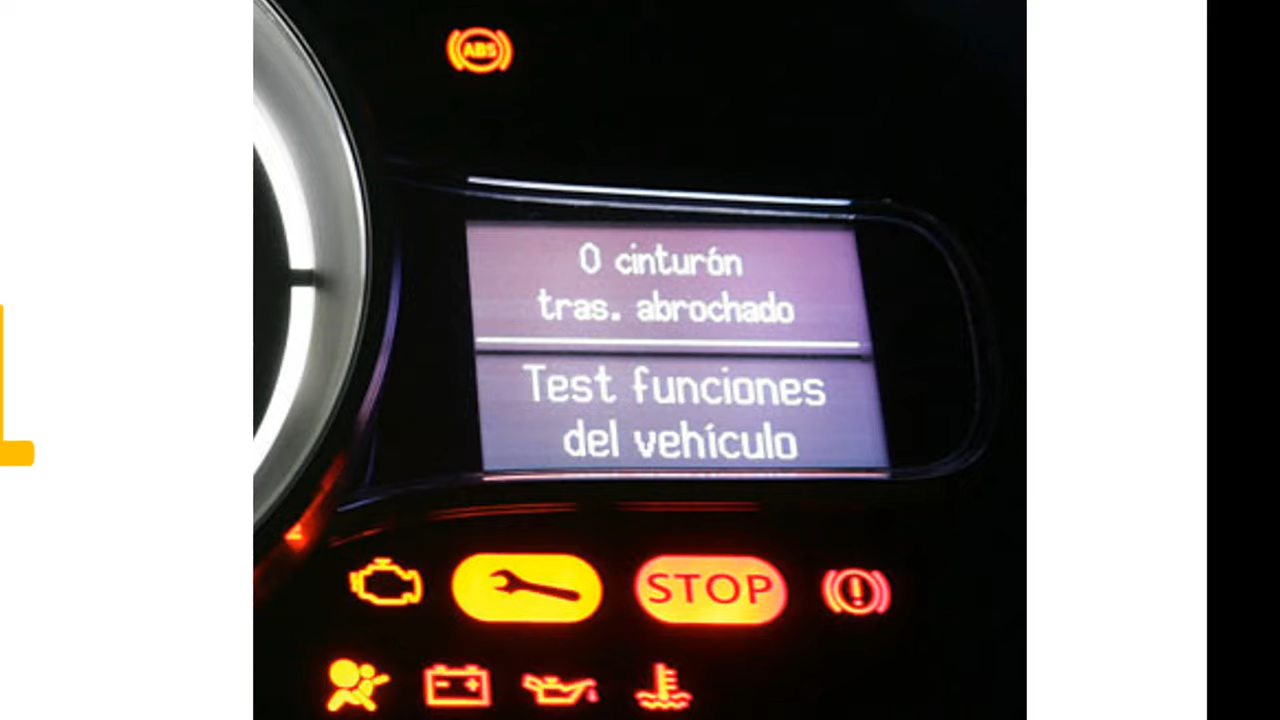 ABS
0 cinturón
tras. abrochado
Test funciones
del vehículo
STOP